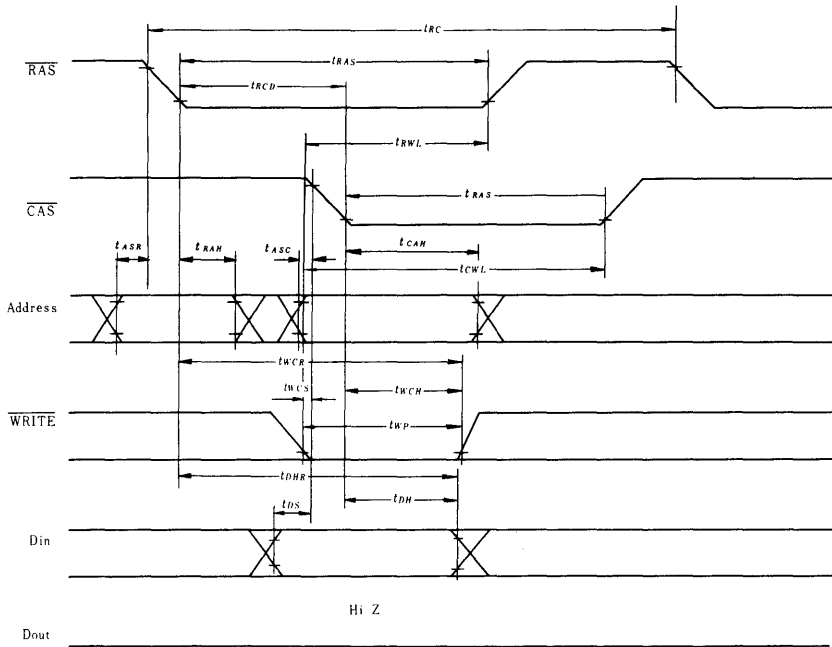 tRC
RAS
tRAS
tRCD
tRWL
CAS
tRAS
tCAH
tASR
tRAH
tASC
tCWL
Address
tWCR
tWCS
tWCH
WRITE
tWP
tDHR
tDS
tDH
Din
Hi Z
Dout